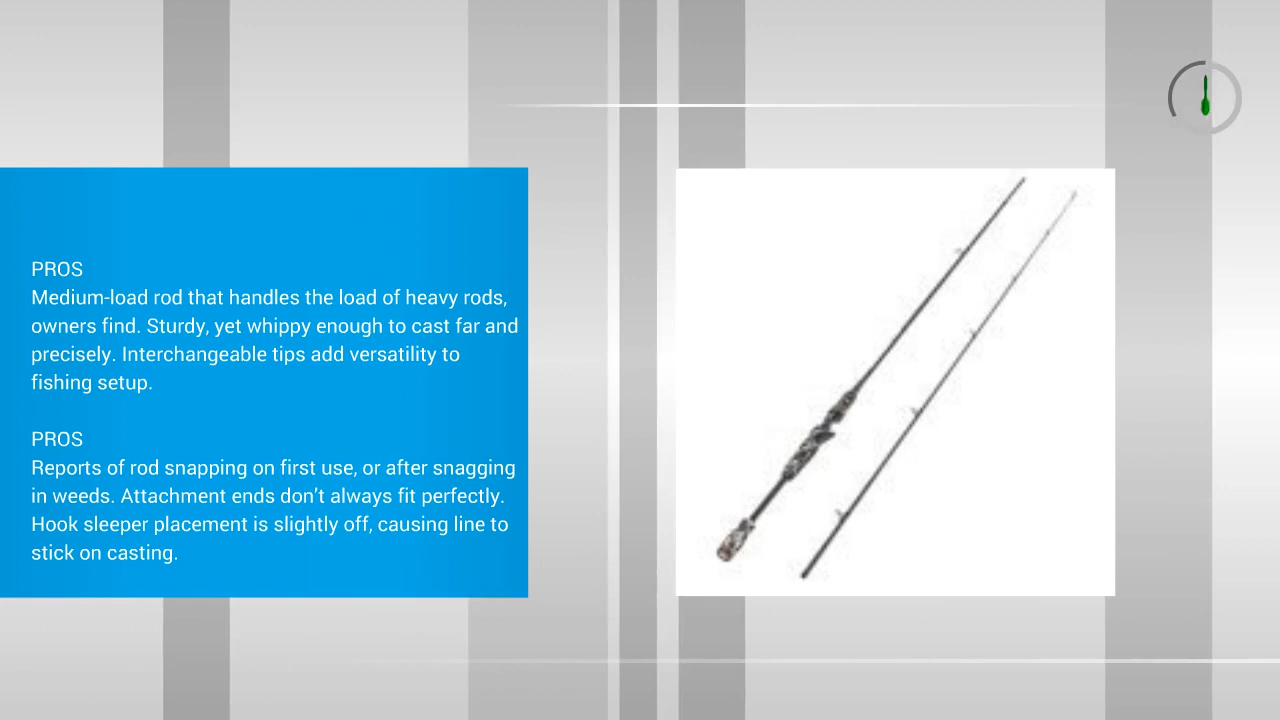 PROS
Medium-load rod that handles the load of heavy rods,
owners find. Sturdy, yet whippy enough to cast far and
precisely. Interchangeable tips add versatility to
fishing setup.
PROS
Reports of rod snapping on first use, or after snagging
in weeds. Attachment ends don't always fit perfectly.
Hook sleeper placement is slightly off, causing line to
stick on casting.